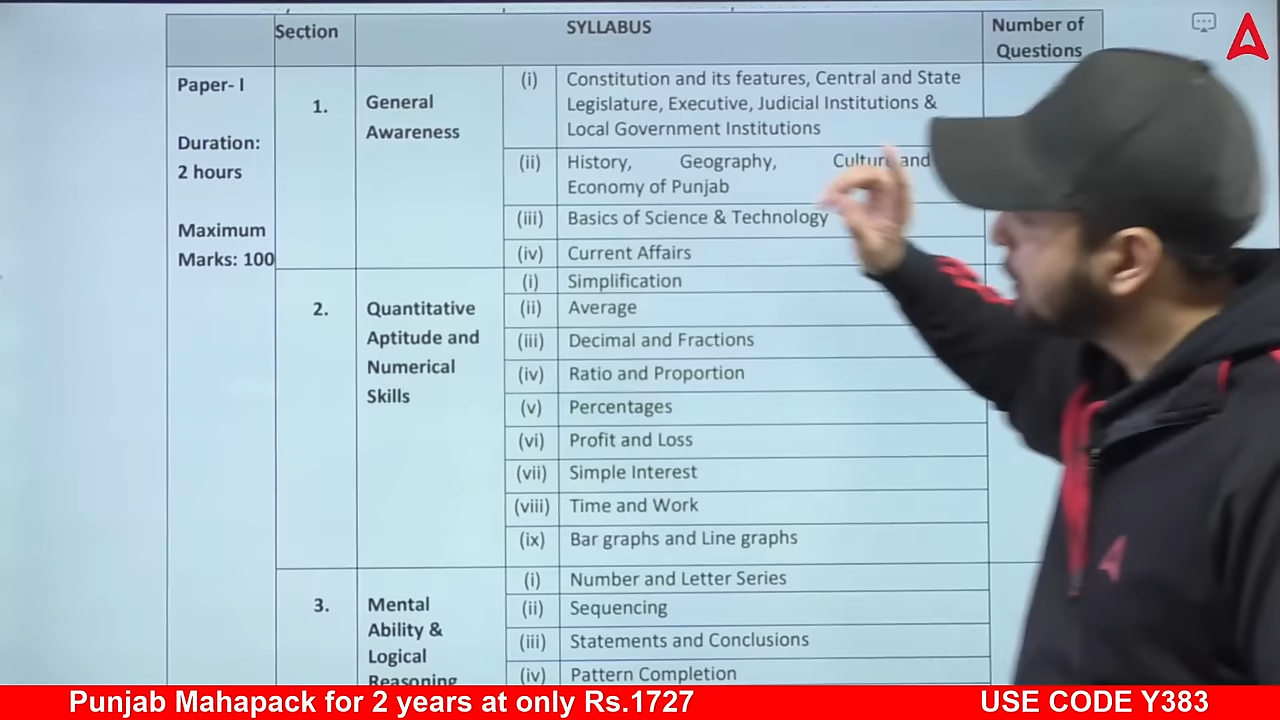 Section
SYLLABUS
Number of
Questions
Paper- I
Duration:
2 hours
Maximum
Marks: 100
1.
General
Awareness
(i)
Constitution and its features, Central and State
Legislature, Executive, Judicial Institutions &
Local Government Institutions
(ii)
History, Geography, Culture and
Economy of Punjab
(iii)
Basics of Science & Technology
(iv)
Current Affairs
2.
Quantitative
Aptitude and
Numerical
Skills
(i)
Simplification
(ii)
Average
(iii)
Decimal and Fractions
(iv)
Ratio and Proportion
(v)
Percentages
(vi)
Profit and Loss
(vii)
Simple Interest
(viii)
Time and Work
(ix)
Bar graphs and Line graphs
3.
Mental
Ability &
Logical
Reasoning
(i)
Number and Letter Series
(ii)
Sequencing
(iii)
Statements and Conclusions
(iv)
Pattern Completion
Punjab Mahapack for 2 years at only Rs.1727
USE CODE Y383